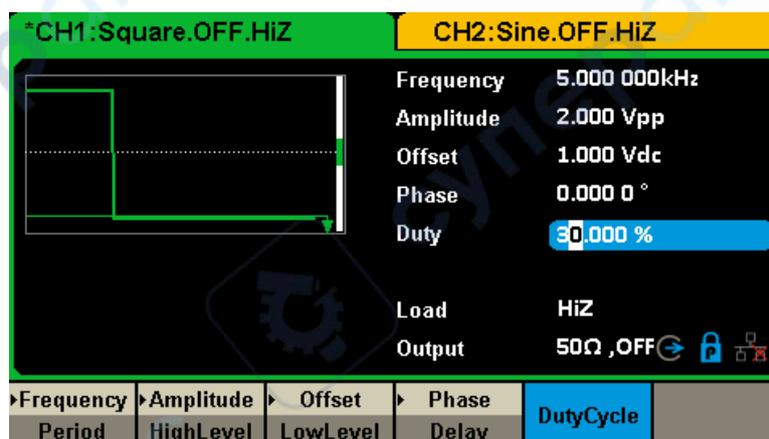 *CH1:Square.OFF.HiZ CH2:Sine.OFF.HiZ
Frequency 5.000 000kHz
Amplitude 2.000 Vpp
Offset 1.000 Vdc
Phase 0.000 0 °
Duty 30.000 %
Load HiZ
Output 50Ω ,OFF
Frequency Amplitude Offset Phase DutyCycle
Period HighLevel LowLevel Delay